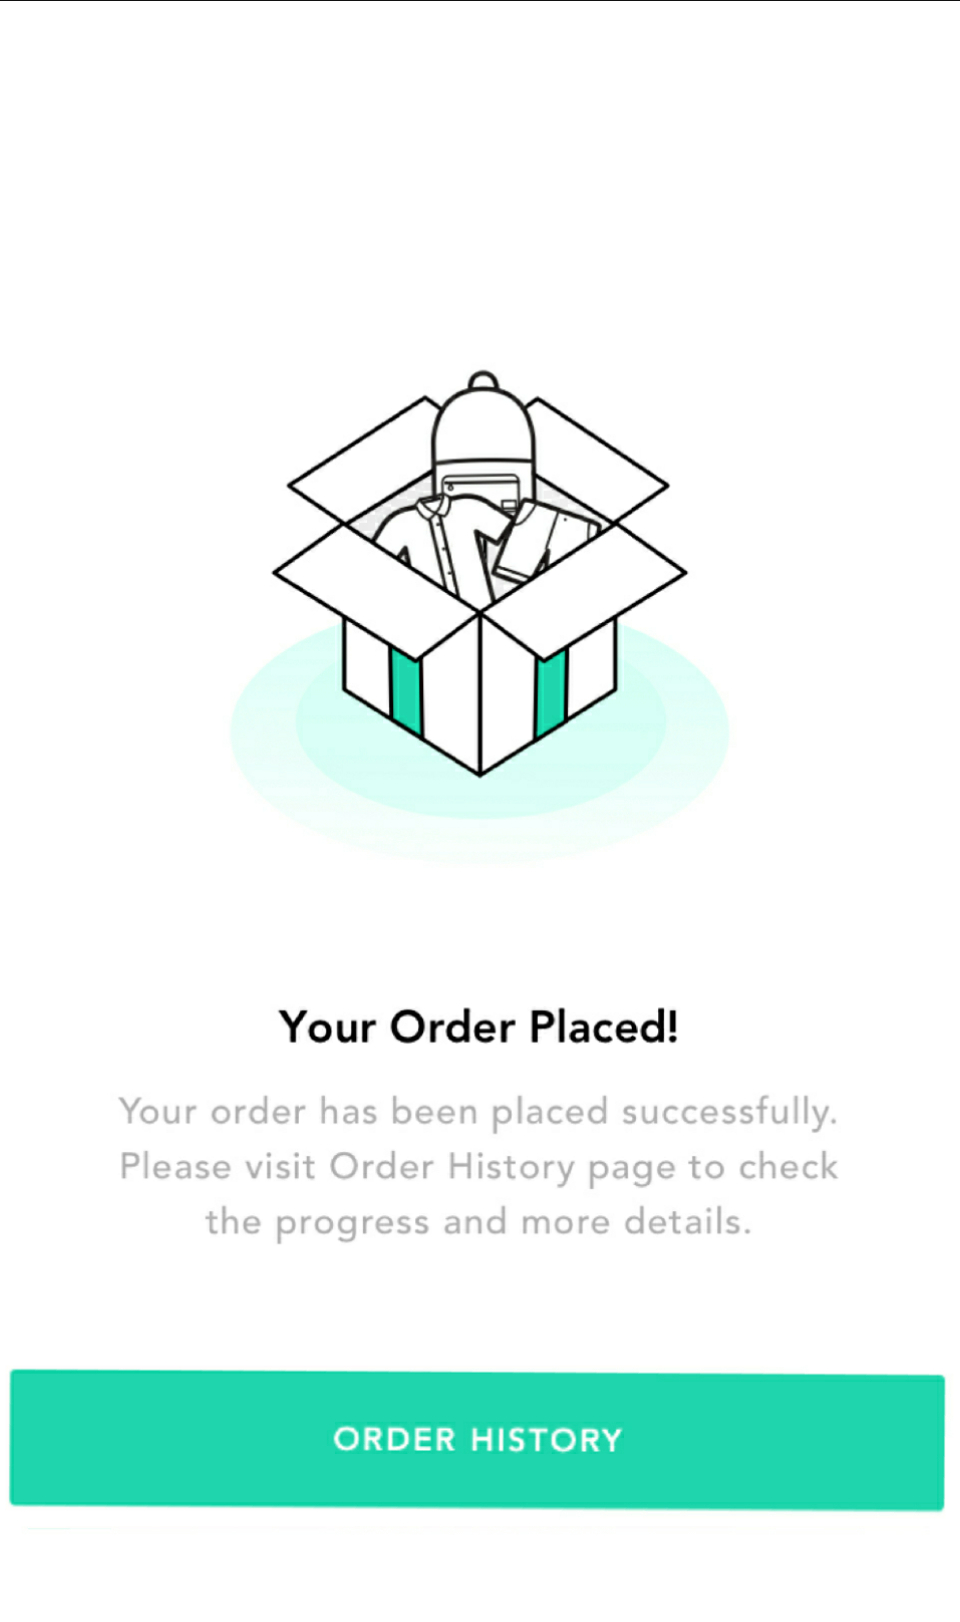 Your Order Placed!
Your order has been placed successfully.
Please visit Order History page to check
the progress and more details.
ORDER HISTORY